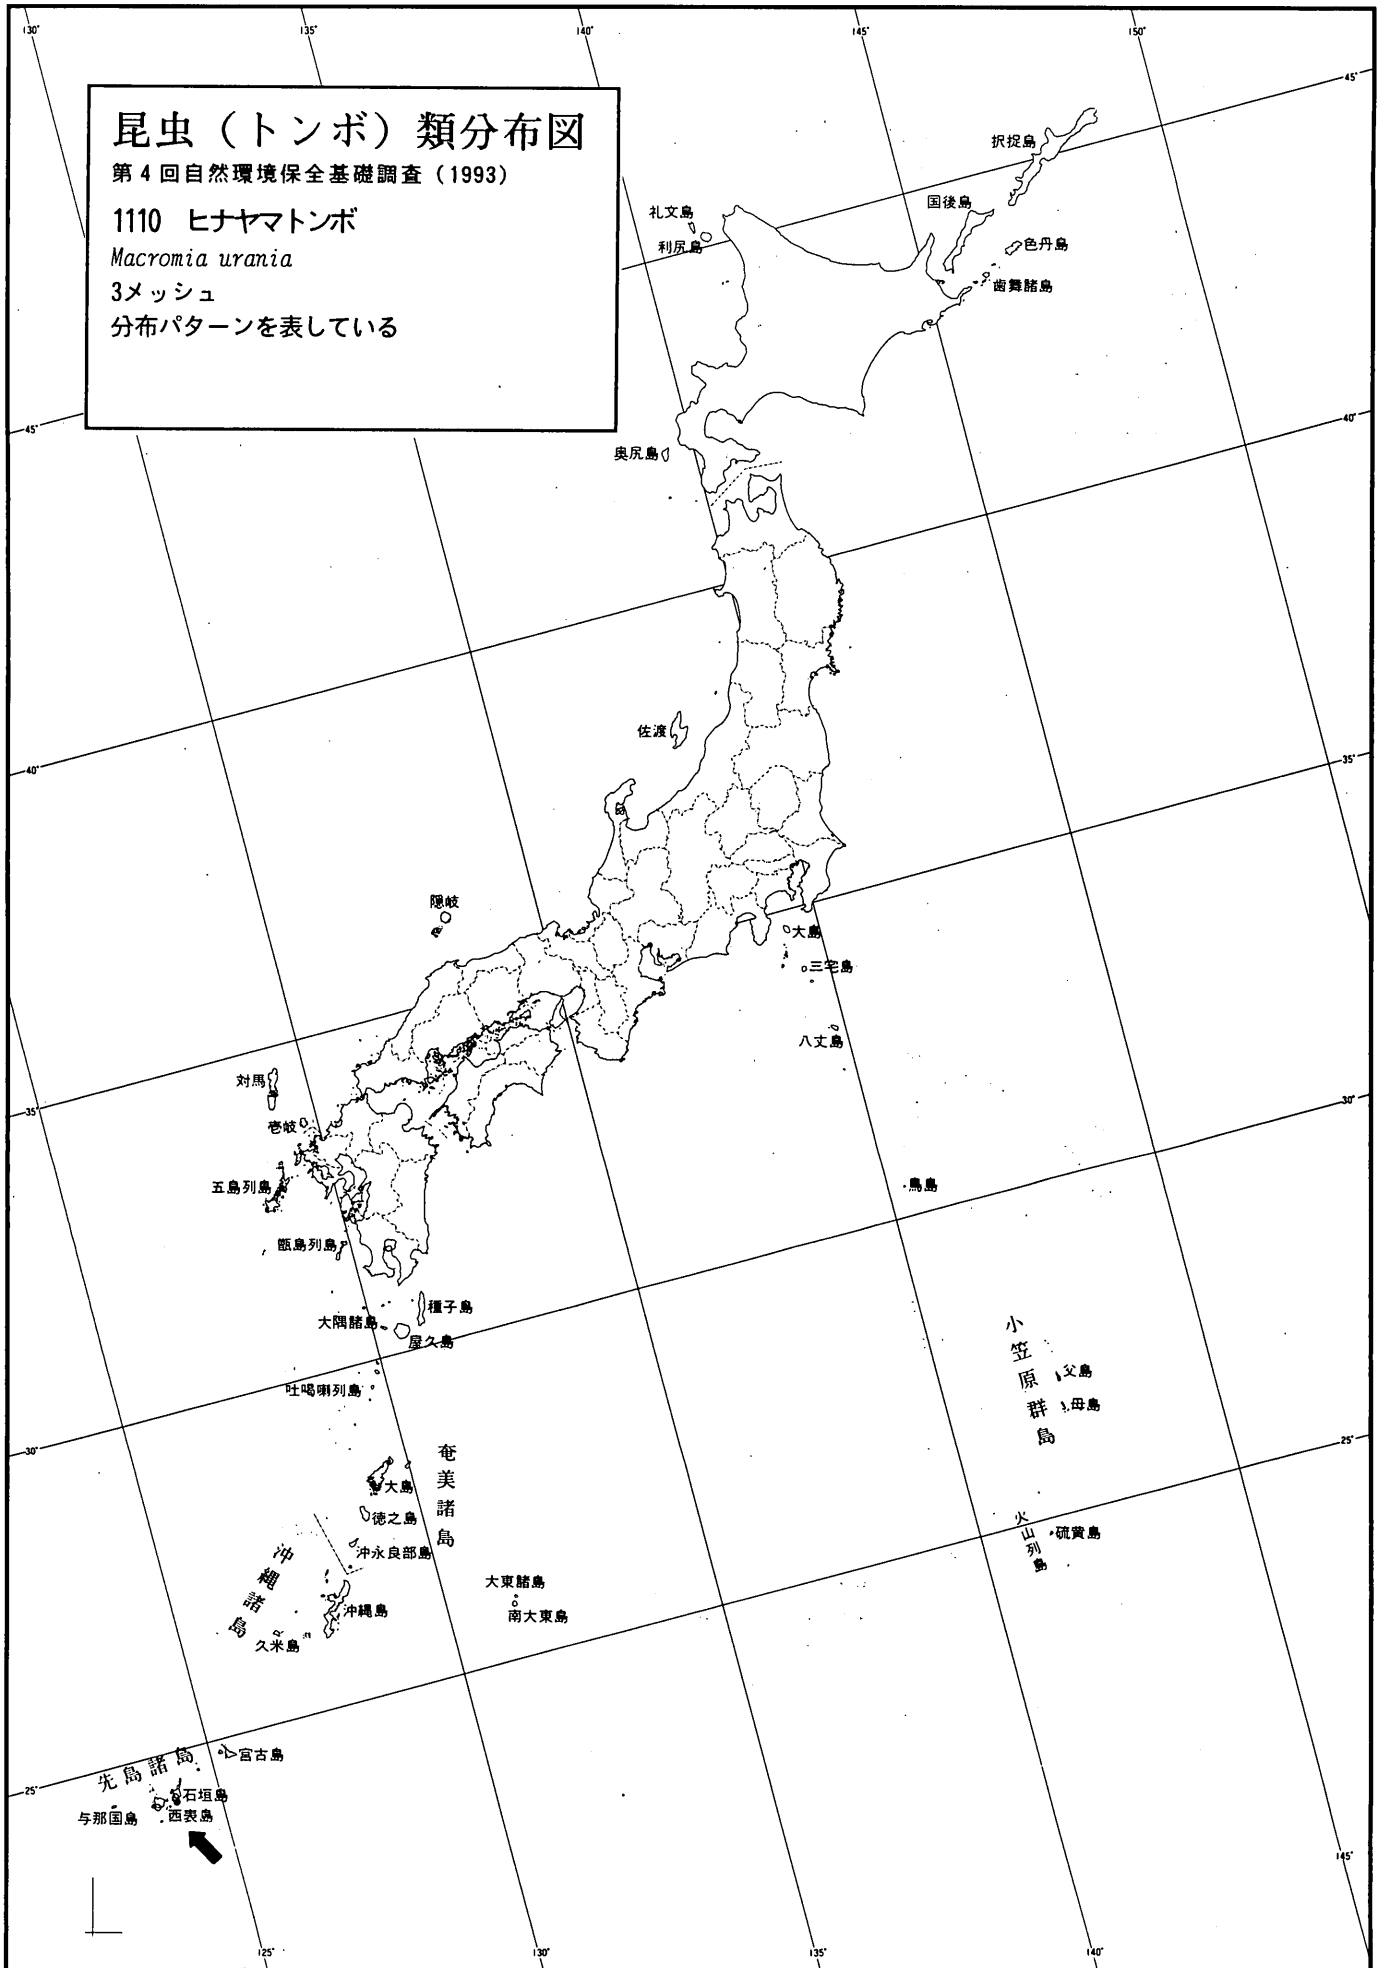 130°
135°
140°
145°
150°
昆虫（トンボ）類分布図
第4回自然環境保全基礎調査（1993）
1110 ヒナヤマトンボ
Macromia urania
3メッシュ
分布パターンを表している
45°
択捉島
国後島
色丹島
歯舞諸島
礼文島
利尻島
45°
40°
奥尻島
佐渡
40°
35°
隠岐
大島
三宅島
八丈島
対馬
壱岐
35°
30°
五島列島
鳥島
甑島列島
種子島
大隅諸島
屋久島
吐噶喇列島
小笠原群島
父島
母島
30°
25°
奄美諸島
大島
徳之島
沖永良部島
沖縄諸島
沖縄島
久米島
大東諸島
南大東島
火山列島
硫黄島
先島諸島
宮古島
25°
石垣島
西表島
与那国島
145°
125°
130°
135°
140°